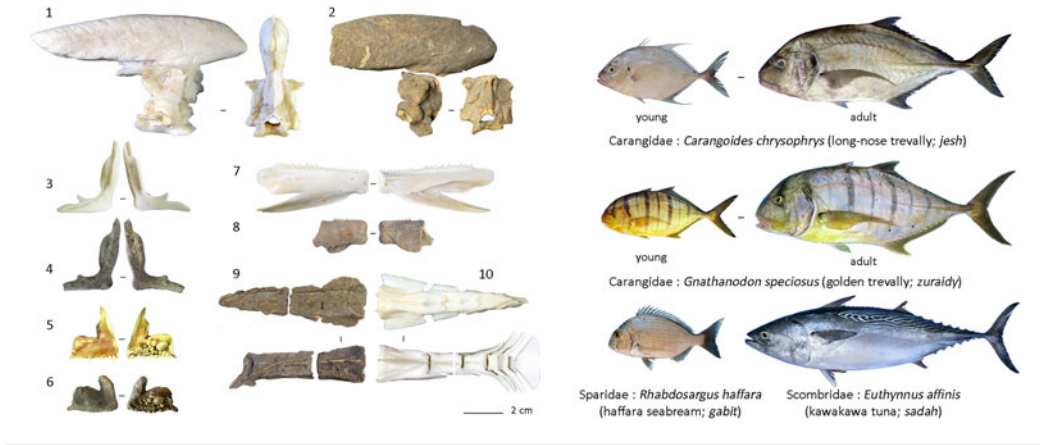 1
2
3
4
5
6
7
8
9
10
2 cm
young
adult
Carangidae : Carangoides chrysophrys (long-nose trevally; jesh)
young
adult
Carangidae : Gnathanodon speciosus (golden trevally; zuraidy)
Sparidae : Rhabdosargus haffara
(haffara seabream; gabit)
Scombridae : Euthynnus affinis
(kawakawa tuna; sadah)